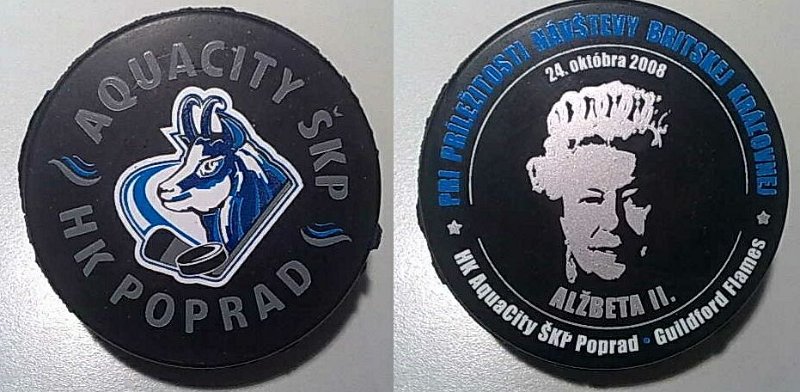 AQUACITY ŠKP
HK POPRAD
PRI PRÍLEŽITOSTI NÁVŠTEVY BRITSKEJ KRÁĽOVNEJ
24. októbra 2008
ALŽBETA II.
HK AquaCity ŠKP Poprad • Guildford Flames